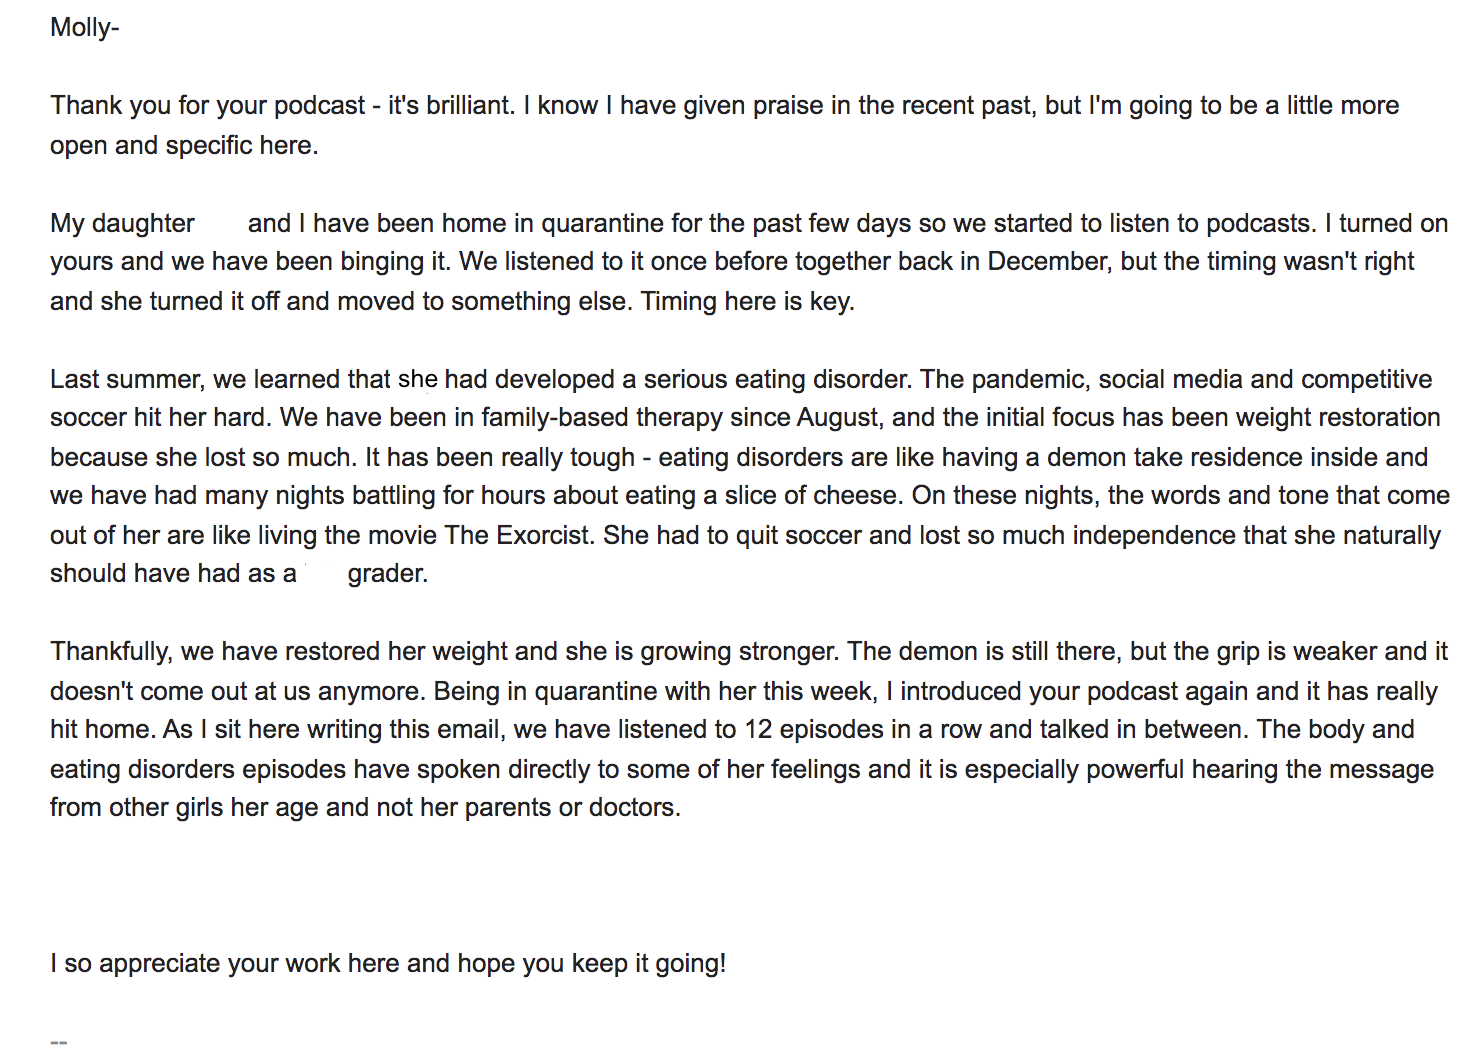 Molly-
Thank you for your podcast - it's brilliant. I know I have given praise in the recent past, but I'm going to be a little more
open and specific here.
My daughter and I have been home in quarantine for the past few days so we started to listen to podcasts. I turned on
yours and we have been binging it. We listened to it once before together back in December, but the timing wasn't right
and she turned it off and moved to something else. Timing here is key.
Last summer, we learned that she had developed a serious eating disorder. The pandemic, social media and competitive
soccer hit her hard. We have been in family-based therapy since August, and the initial focus has been weight restoration
because she lost so much. It has been really tough - eating disorders are like having a demon take residence inside and
we have had many nights battling for hours about eating a slice of cheese. On these nights, the words and tone that come
out of her are like living the movie The Exorcist. She had to quit soccer and lost so much independence that she naturally
should have had as a grader.
Thankfully, we have restored her weight and she is growing stronger. The demon is still there, but the grip is weaker and it
doesn't come out at us anymore. Being in quarantine with her this week, I introduced your podcast again and it has really
hit home. As I sit here writing this email, we have listened to 12 episodes in a row and talked in between. The body and
eating disorders episodes have spoken directly to some of her feelings and it is especially powerful hearing the message
from other girls her age and not her parents or doctors.
I so appreciate your work here and hope you keep it going!
--